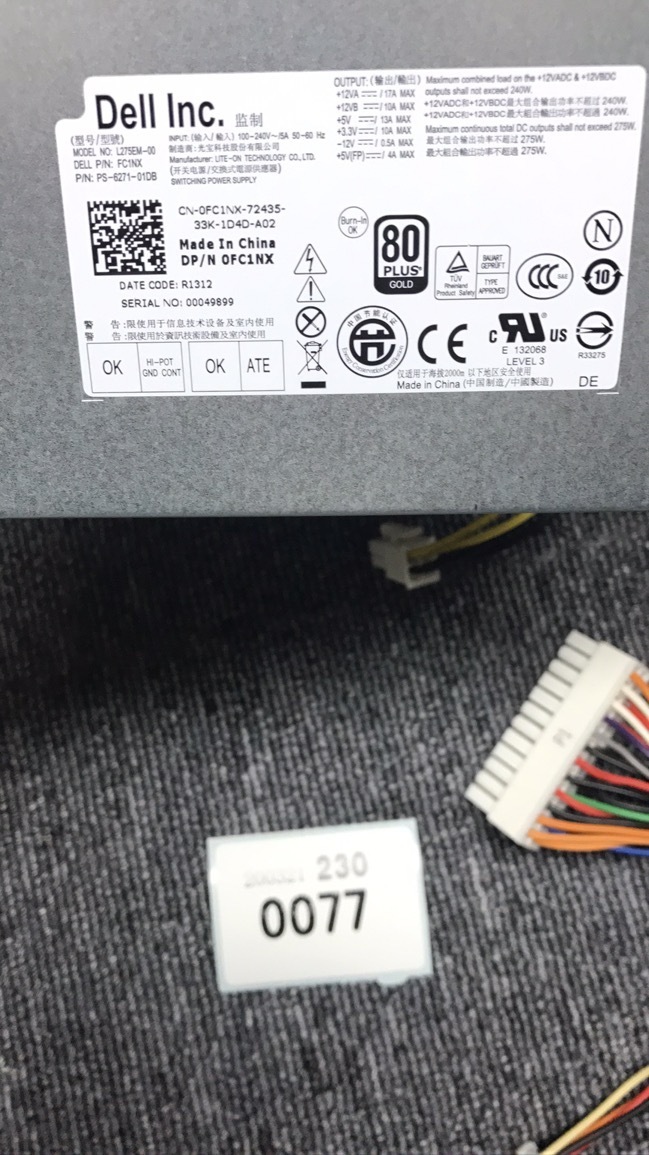 Dell Inc. 监制
(型号/型號)
MODEL NO: L275EM-00
DELL P/N: FC1NX
P/N: PS-6271-01DB
INPUT: (输入/輸入) 100-240V～/5A 50-60 Hz
制造商:光宝科技股份有限公司
Manufacturer: LITE-ON TECHNOLOGY CO.,LTD.
(开关电源/交換式電源供應器)
SWITCHING POWER SUPPLY
OUTPUT: (输出/輸出)
+12VA ⎓/17A MAX
+12VB ⎓/10A MAX
+5V ⎓/ 13A MAX
+3.3V ⎓/ 10A MAX
-12V ⎓/ 0.5A MAX
+5V(FP)⎓/ 4A MAX
Maximum combined load on the +12VADC & +12VBDC
outputs shall not exceed 240W.
+12VADC和+12VBDC最大组合输出功率不超过 240W.
+12VADC和+12VBDC最大組合輸出功率不超過 240W.
Maximum continuous total DC outputs shall not exceed 275W.
最大组合输出功率不超过 275W.
最大組合輸出功率不超過 275W.
CN-0FC1NX-72435-
33K-1D4D-A02
Made In China
DP/N 0FC1NX
DATE CODE: R1312
SERIAL NO: 00049899
警 告:限使用于信息技术设备及室内使用
警 告:限使用於資訊技術設備及室內使用
OK
HI-POT
GND CONT
OK
ATE
Burn-In
OK
80
PLUS
GOLD
TÜV
Rheinland
Product Safety
BAUART
GEPRÜFT
TYPE
APPROVED
CCC
S&E
N
10
中国节能认证
Energy Conservation Certification
CE
c RU US
E 132068
LEVEL 3
R33275
仅适用于海拔2000m 以下地区安全使用
Made in China (中国制造/中國製造)
DE
P3
200321 230
0077